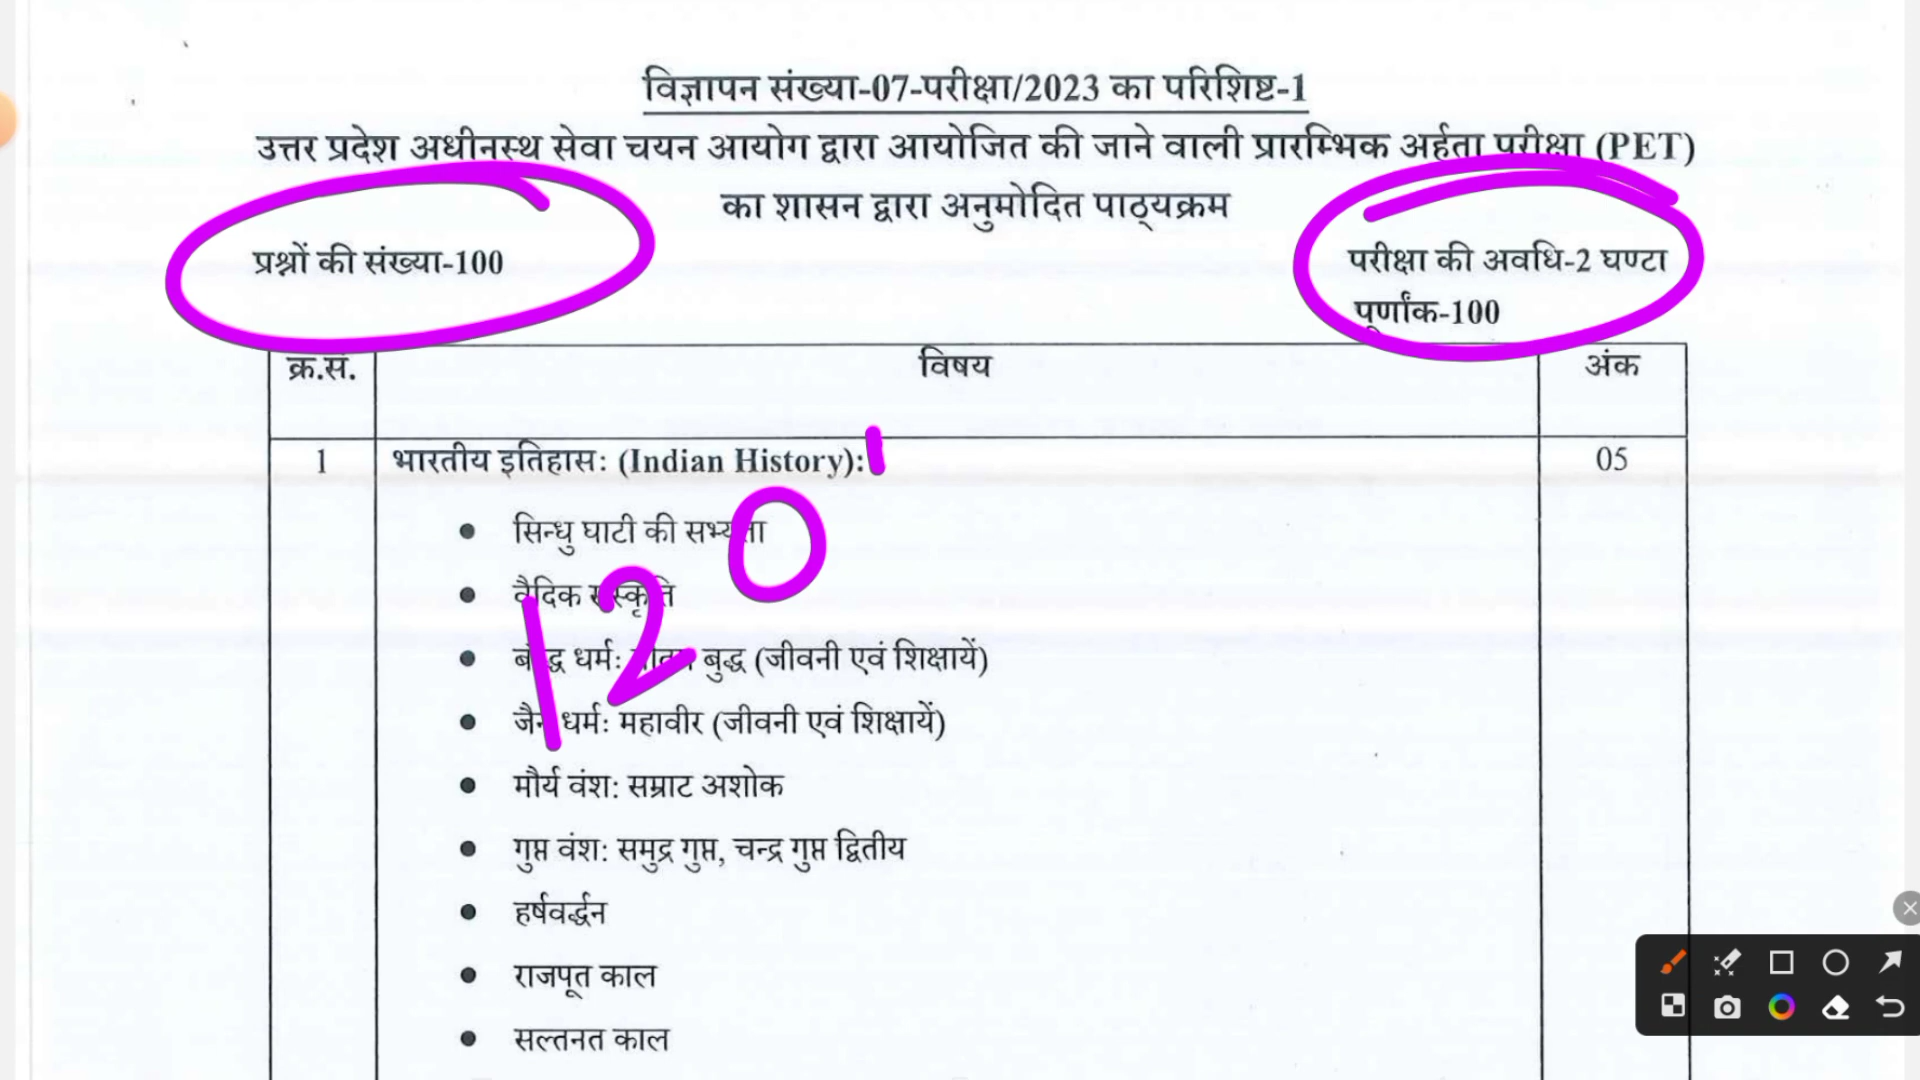 विज्ञापन संख्या-07-परीक्षा/2023 का परिशिष्ट-1
उत्तर प्रदेश अधीनस्थ सेवा चयन आयोग द्वारा आयोजित की जाने वाली प्रारम्भिक अर्हता परीक्षा (PET)
का शासन द्वारा अनुमोदित पाठ्यक्रम
प्रश्नों की संख्या-100
परीक्षा की अवधि-2 घण्टा
पूर्णांक-100
क्र.सं. विषय अंक
1 भारतीय इतिहास: (Indian History): 05
• सिन्धु घाटी की सभ्यता
• वैदिक संस्कृति
120
• धर्म: बुद्ध (जीवनी एवं शिक्षायें)
• जैन धर्म: महावीर (जीवनी एवं शिक्षायें)
• मौर्य वंश: सम्राट अशोक
• गुप्त वंश: समुद्र गुप्त, चन्द्र गुप्त द्वितीय
• हर्षवर्द्धन
• राजपूत काल
• सल्तनत काल